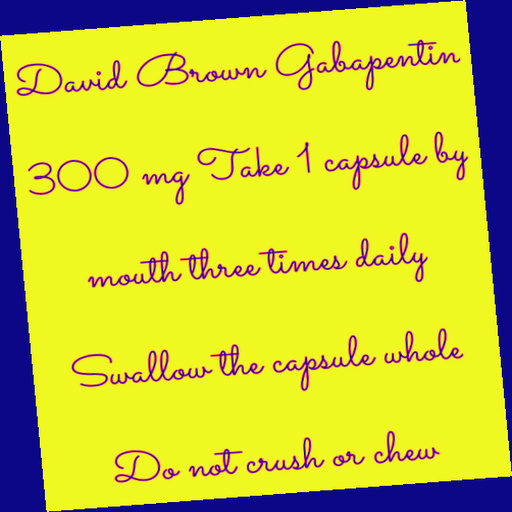 David Brown Gabapentin
300 mg Take 1 capsule by
mouth three times daily
Swallow the capsule whole
Do not crush or chew